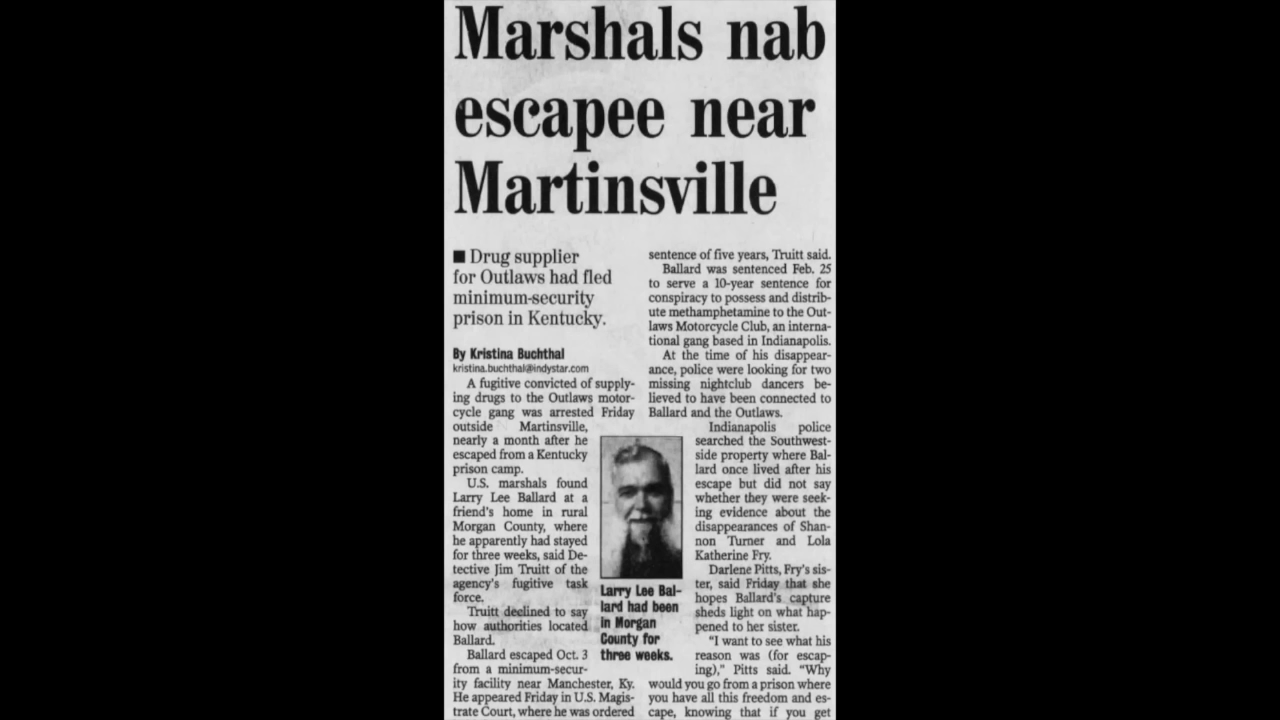 Marshals nab
escapee near
Martinsville
■ Drug supplier
for Outlaws had fled
minimum-security
prison in Kentucky.
By Kristina Buchthal
kristina.buchthal@indystar.com
A fugitive convicted of supply-
ing drugs to the Outlaws motor-
cycle gang was arrested Friday
outside Martinsville,
nearly a month after he
escaped from a Kentucky
prison camp.
U.S. marshals found
Larry Lee Ballard at a
friend's home in rural
Morgan County, where
he apparently had stayed
for three weeks, said De-
tective Jim Truitt of the
agency's fugitive task
force.
Truitt declined to say
how authorities located
Ballard.
Ballard escaped Oct. 3
from a minimum-secur-
ity facility near Manchester, Ky.
He appeared Friday in U.S. Magis-
trate Court, where he was ordered
Larry Lee Bal-
lard had been
in Morgan
County for
three weeks.
sentence of five years, Truitt said.
Ballard was sentenced Feb. 25
to serve a 10-year sentence for
conspiracy to possess and distrib-
ute methamphetamine to the Out-
laws Motorcycle Club, an interna-
tional gang based in Indianapolis.
At the time of his disappear-
ance, police were looking for two
missing nightclub dancers be-
lieved to have been connected to
Ballard and the Outlaws.
Indianapolis police
searched the Southwest-
side property where Bal-
lard once lived after his
escape but did not say
whether they were seek-
ing evidence about the
disappearances of Shan-
non Turner and Lola
Katherine Fry.
Darlene Pitts, Fry's sis-
ter, said Friday that she
hopes Ballard's capture
sheds light on what hap-
pened to her sister.
"I want to see what his
reason was (for escap-
ing)," Pitts said. "Why
would you go from a prison where
you have all this freedom and es-
cape, knowing that if you get